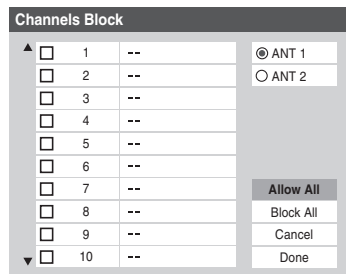 Channels Block
1 -- ANT 1
2 -- ANT 2
3 --
4 --
5 --
6 --
7 -- Allow All
8 -- Block All
9 -- Cancel
10 -- Done